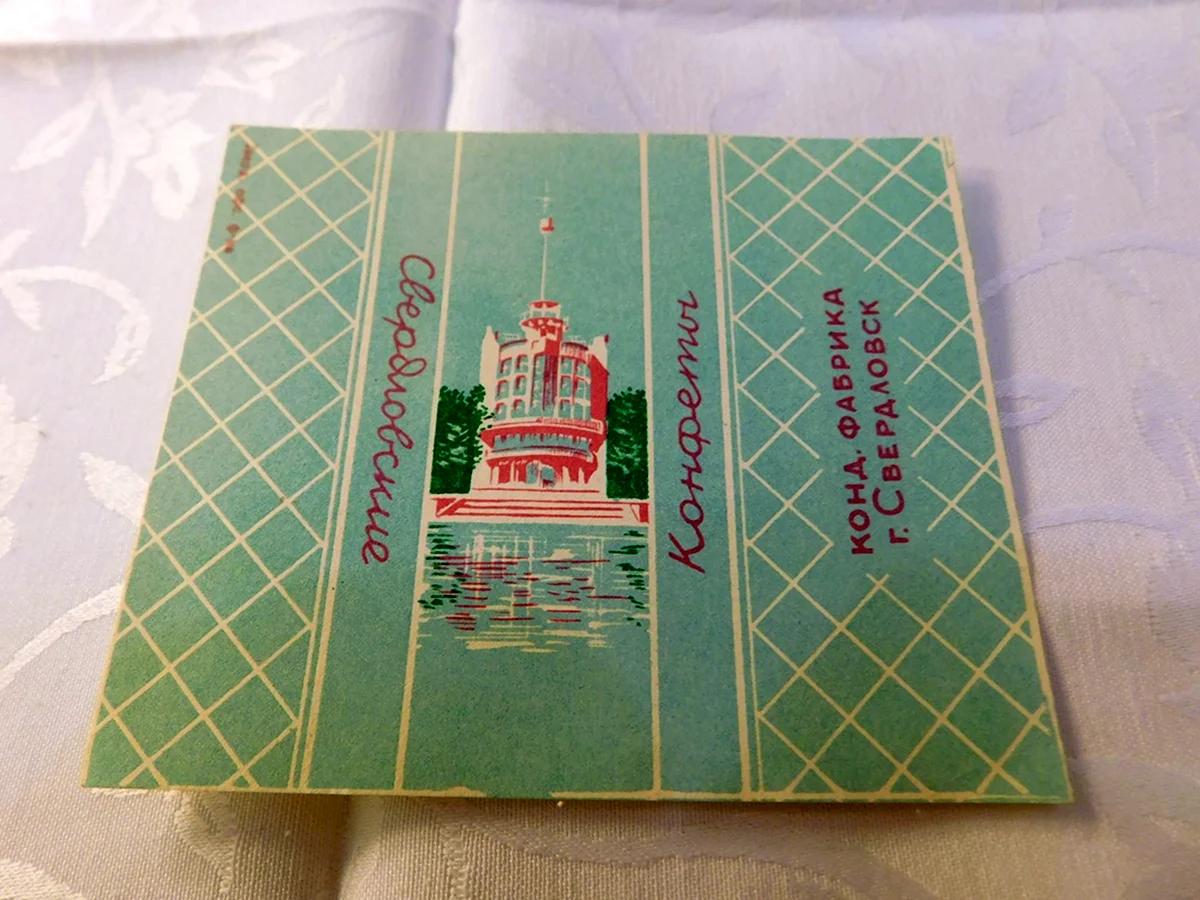 Свердловские
Конфеты
КОНД. ФАБРИКА
г. СВЕРДЛОВСК